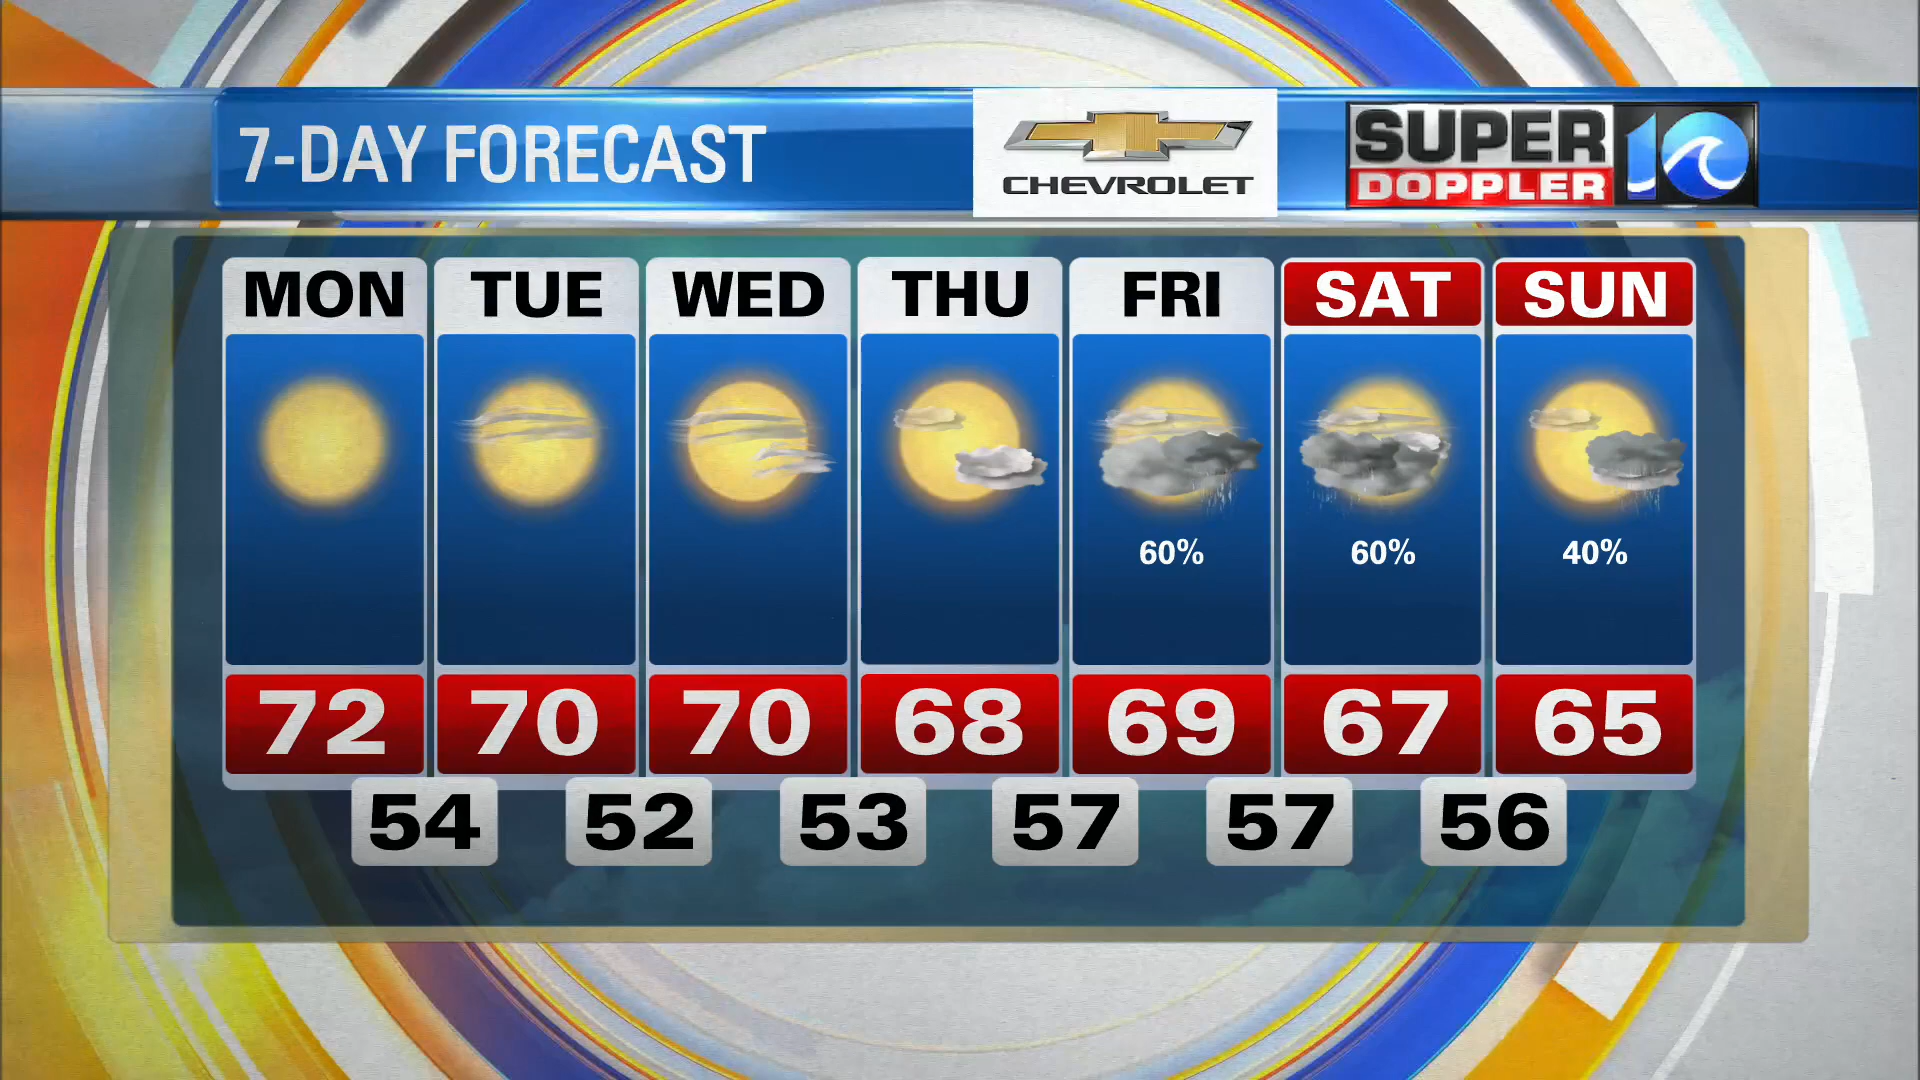 7-DAY FORECAST
CHEVROLET
SUPER
DOPPLER
10
MON TUE WED THU FRI SAT SUN
60% 60% 40%
72 70 70 68 69 67 65
54 52 53 57 57 56